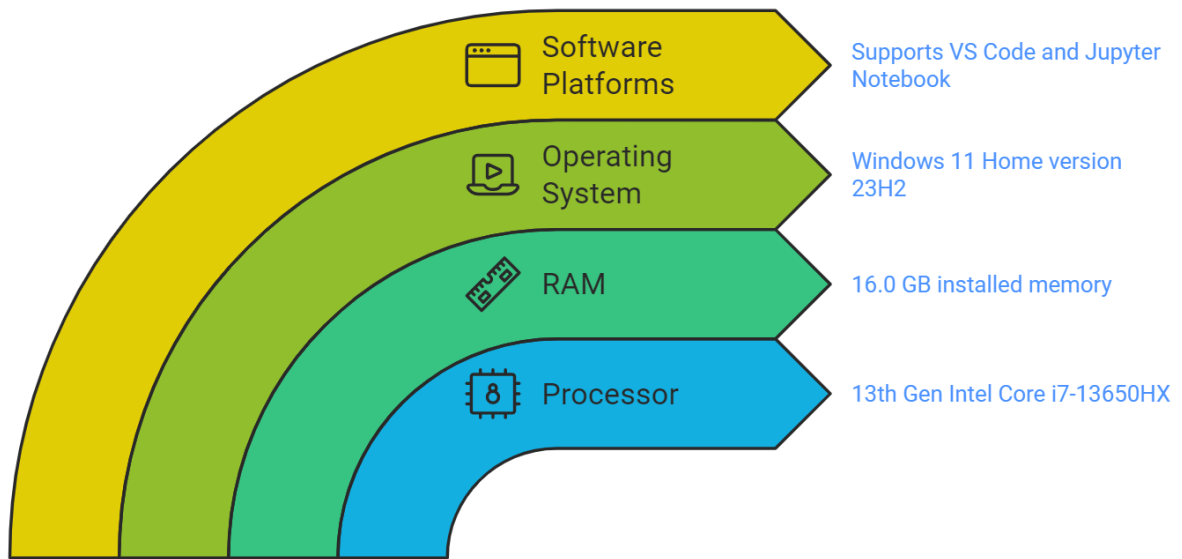 Software
Platforms
Supports VS Code and Jupyter
Notebook
Operating
System
Windows 11 Home version
23H2
RAM
16.0 GB installed memory
8
Processor
13th Gen Intel Core i7-13650HX